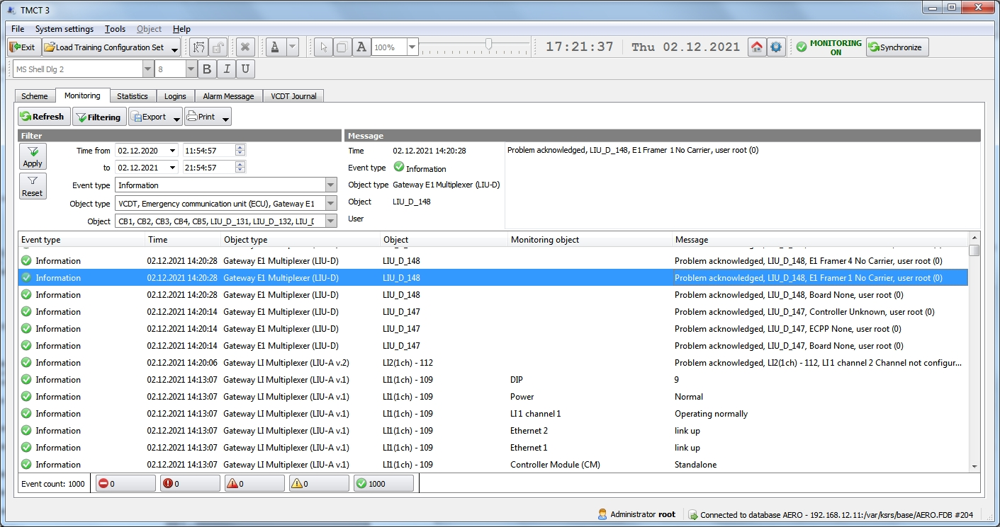 TMCT 3
File System settings Tools Object Help
Exit Load Training Configuration Set A 100% 17:21:37 Thu 02.12.2021 MONITORING ON Synchronize
MS Shell Dlg 2 8 B I U
Scheme Monitoring Statistics Logins Alarm Message VCDT Journal
Refresh Filtering Export Print
Filter
Apply
Reset
Time from 02.12.2020 11:54:57
to 02.12.2021 21:54:57
Event type Information
Object type VCDT, Emergency communication unit (ECU), Gateway E1
Object CB1, CB2, CB3, CB4, CB5, LIU_D_131, LIU_D_132,
Message
Time 02.12.2021 14:20:28
Event type Information
Object type Gateway E1 Multiplexer (LIU-D)
Object LIU_D_148
User
Problem acknowledged, LIU_D_148, E1 Framer 1 No Carrier, user root (0)
Event type Time Object type Object Monitoring object Message
Information 02.12.2021 14:20:28 Gateway E1 Multiplexer (LIU-D) LIU_D_148 Problem acknowledged, LIU_D_148, E1 Framer 4 No Carrier, user root (0)
Information 02.12.2021 14:20:28 Gateway E1 Multiplexer (LIU-D) LIU_D_148 Problem acknowledged, LIU_D_148, E1 Framer 1 No Carrier, user root (0)
Information 02.12.2021 14:20:28 Gateway E1 Multiplexer (LIU-D) LIU_D_148 Problem acknowledged, LIU_D_148, Board None, user root (0)
Information 02.12.2021 14:20:14 Gateway E1 Multiplexer (LIU-D) LIU_D_147 Problem acknowledged, LIU_D_147, Controller Unknown, user root (0)
Information 02.12.2021 14:20:14 Gateway E1 Multiplexer (LIU-D) LIU_D_147 Problem acknowledged, LIU_D_147, ECPP None, user root (0)
Information 02.12.2021 14:20:14 Gateway E1 Multiplexer (LIU-D) LIU_D_147 Problem acknowledged, LIU_D_147, Board None, user root (0)
Information 02.12.2021 14:20:06 Gateway LI Multiplexer (LIU-A v.2) LI2(1ch) - 112 Problem acknowledged, LI2(1ch) - 112, LI 1 channel 2 Channel not configur...
Information 02.12.2021 14:13:07 Gateway LI Multiplexer (LIU-A v.1) LI1(1ch) - 109 DIP 9
Information 02.12.2021 14:13:07 Gateway LI Multiplexer (LIU-A v.1) LI1(1ch) - 109 Power Normal
Information 02.12.2021 14:13:07 Gateway LI Multiplexer (LIU-A v.1) LI1(1ch) - 109 LI 1 channel 1 Operating normally
Information 02.12.2021 14:13:07 Gateway LI Multiplexer (LIU-A v.1) LI1(1ch) - 109 Ethernet 2 link up
Information 02.12.2021 14:13:07 Gateway LI Multiplexer (LIU-A v.1) LI1(1ch) - 109 Ethernet 1 link up
Information 02.12.2021 14:13:07 Gateway LI Multiplexer (LIU-A v.1) LI1(1ch) - 109 Controller Module (CM) Standalone
Event count: 1000 0 0 0 0 1000
Administrator root Connected to database AERO - 192.168.12.11:/var/ksrs/base/AERO.FDB #204